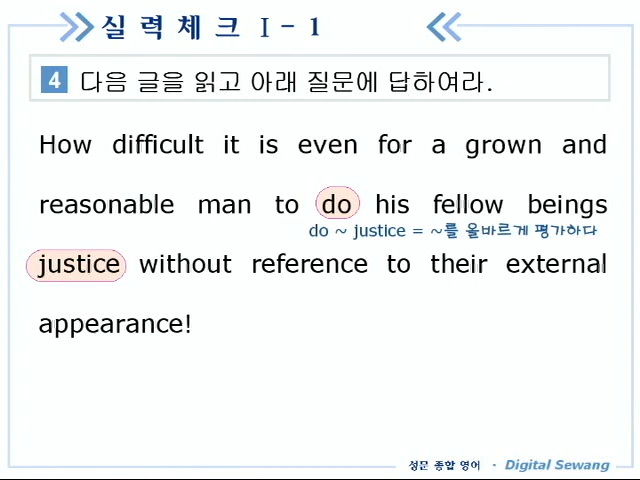 실력체크 I - 1
4 다음 글을 읽고 아래 질문에 답하여라.
How difficult it is even for a grown and
reasonable man to do his fellow beings
do ~ justice = ~를 올바르게 평가하다
justice without reference to their external
appearance!
성문 종합 영어 · Digital Sewang